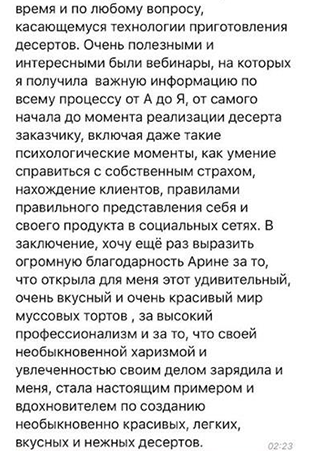 время и по любому вопросу,
касающемуся технологии приготовления
десертов. Очень полезными и
интересными были вебинары, на которых
я получила важную информацию по
всему процессу от А до Я, от самого
начала до момента реализации десерта
заказчику, включая даже такие
психологические моменты, как умение
справиться с собственным страхом,
нахождение клиентов, правилами
правильного представления себя и
своего продукта в социальных сетях. В
заключение, хочу ещё раз выразить
огромную благодарность Арине за то,
что открыла для меня этот удивительный,
очень вкусный и очень красивый мир
муссовых тортов , за высокий
профессионализм и за то, что своей
необыкновенной харизмой и
увлеченностью своим делом зарядила и
меня, стала настоящим примером и
вдохновителем по созданию
необыкновенно красивых, легких,
вкусных и нежных десертов.
02:23